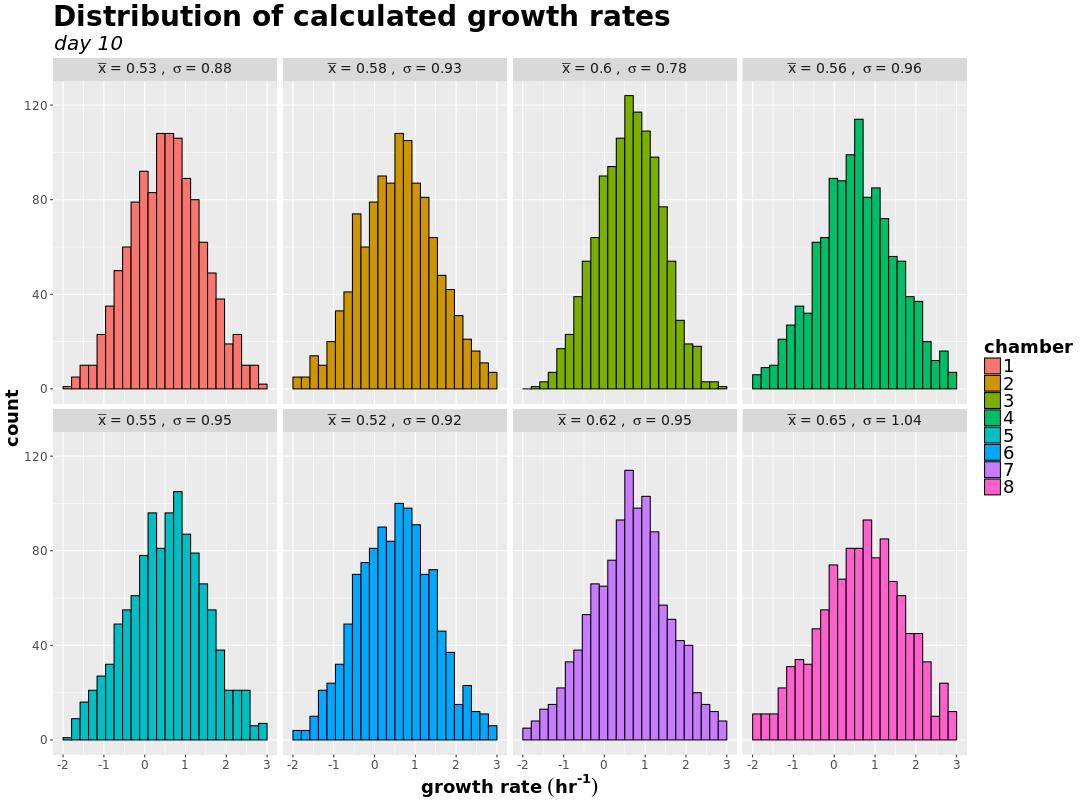 Distribution of calculated growth rates
day 10
x̅ = 0.53 , σ = 0.88
x̅ = 0.58 , σ = 0.93
x̅ = 0.6 , σ = 0.78
x̅ = 0.56 , σ = 0.96
120
80
40
0
x̅ = 0.55 , σ = 0.95
x̅ = 0.52 , σ = 0.92
x̅ = 0.62 , σ = 0.95
x̅ = 0.65 , σ = 1.04
120
80
40
0
-2 -1 0 1 2 3
-2 -1 0 1 2 3
-2 -1 0 1 2 3
-2 -1 0 1 2 3
count
growth rate (hr⁻¹)
chamber
1
2
3
4
5
6
7
8